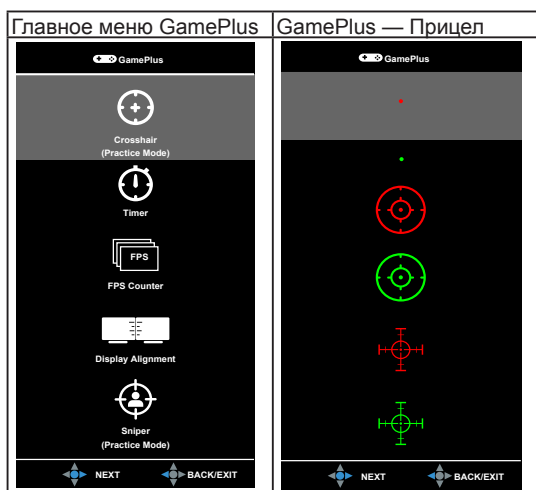 Главное меню GamePlus
GamePlus — Прицел
GamePlus
Crosshair
(Practice Mode)
Timer
FPS
FPS Counter
Display Alignment
Sniper
(Practice Mode)
NEXT BACK/EXIT
GamePlus
NEXT BACK/EXIT